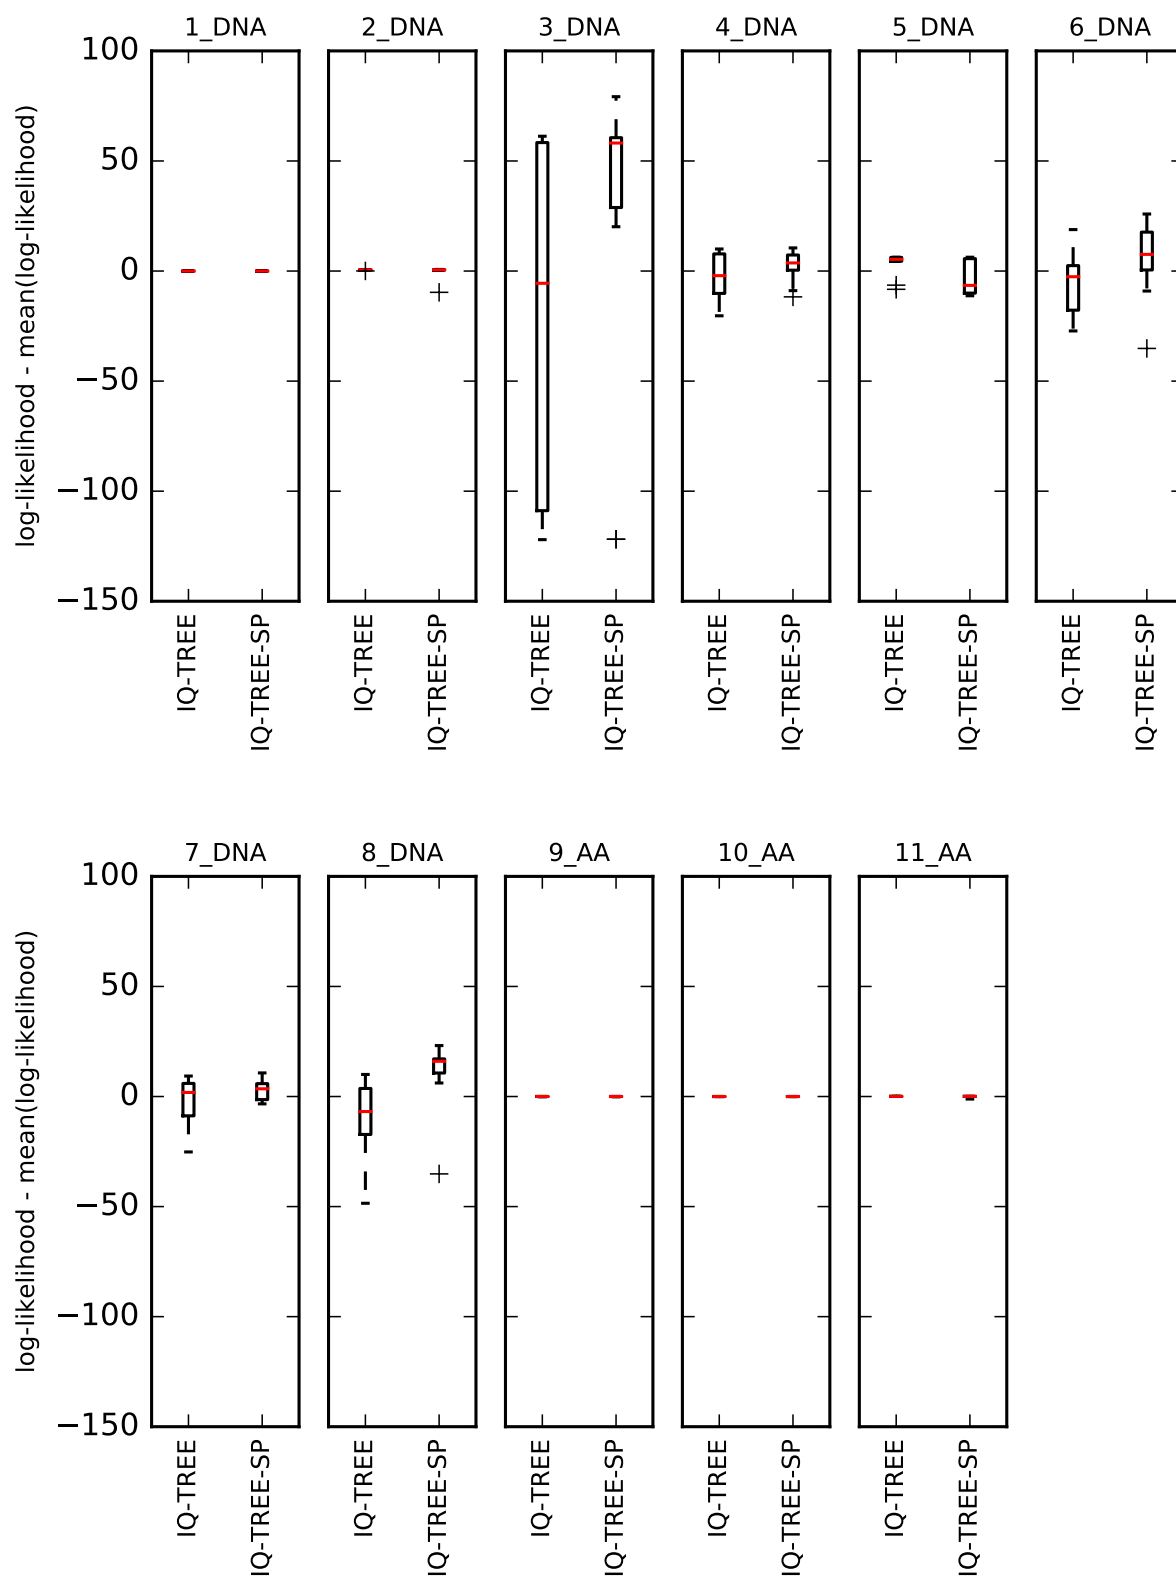 1_DNA 2_DNA 3_DNA 4_DNA 5_DNA 6_DNA
log-likelihood - mean(log-likelihood)
100
50
0
−50
−100
−150
IQ-TREE IQ-TREE-SP IQ-TREE IQ-TREE-SP IQ-TREE IQ-TREE-SP IQ-TREE IQ-TREE-SP IQ-TREE IQ-TREE-SP IQ-TREE IQ-TREE-SP
7_DNA 8_DNA 9_AA 10_AA 11_AA
log-likelihood - mean(log-likelihood)
100
50
0
−50
−100
−150
IQ-TREE IQ-TREE-SP IQ-TREE IQ-TREE-SP IQ-TREE IQ-TREE-SP IQ-TREE IQ-TREE-SP IQ-TREE IQ-TREE-SP